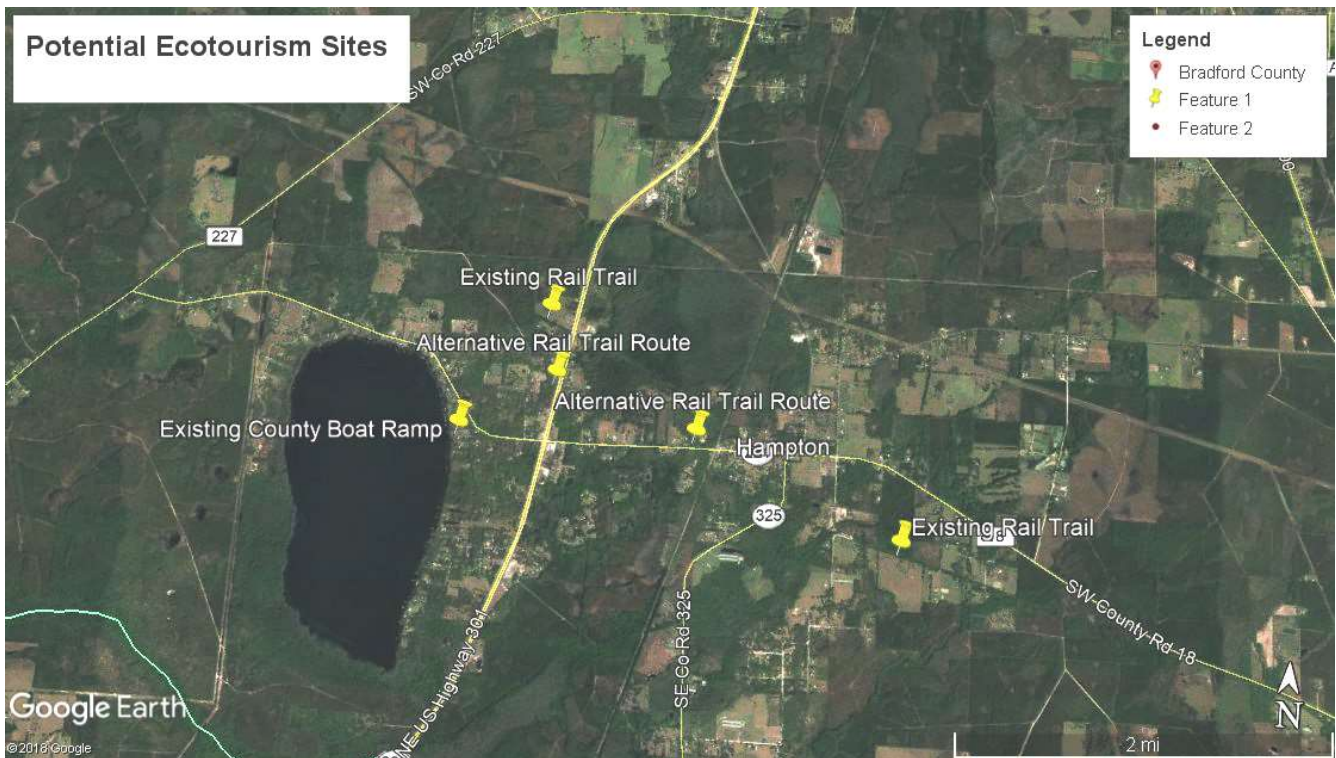 Potential Ecotourism Sites
Legend
Bradford County
Feature 1
Feature 2
SW-Co-Rd-227
227
Existing Rail Trail
Alternative Rail Trail Route
Alternative Rail Trail Route
Existing County Boat Ramp
Hampton
325
Existing Rail Trail
SW-County-Rd-18
SE-Co-Rd-325
NE-US-Highway-301
Google Earth
©2018 Google
N
2 mi